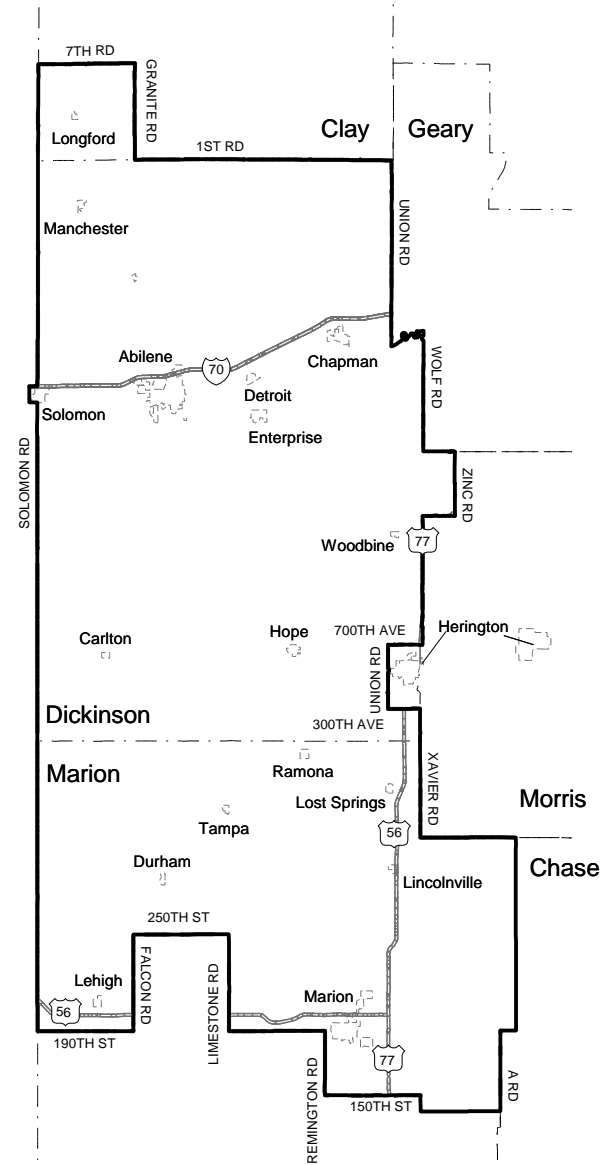 7TH RD
GRANITE RD
Longford
Clay
Geary
1ST RD
Manchester
UNION RD
Abilene
70
Chapman
WOLF RD
Detroit
Solomon
Enterprise
SOLOMON RD
ZINC RD
Woodbine
77
Carlton
Hope
700TH AVE
Herington
UNION RD
Dickinson
300TH AVE
Marion
Ramona
XAVIER RD
Lost Springs
Morris
Tampa
56
Durham
Chase
Lincolnville
250TH ST
FALCON RD
LIMESTONE RD
Lehigh
Marion
56
190TH ST
77
REMINGTON RD
A RD
150TH ST